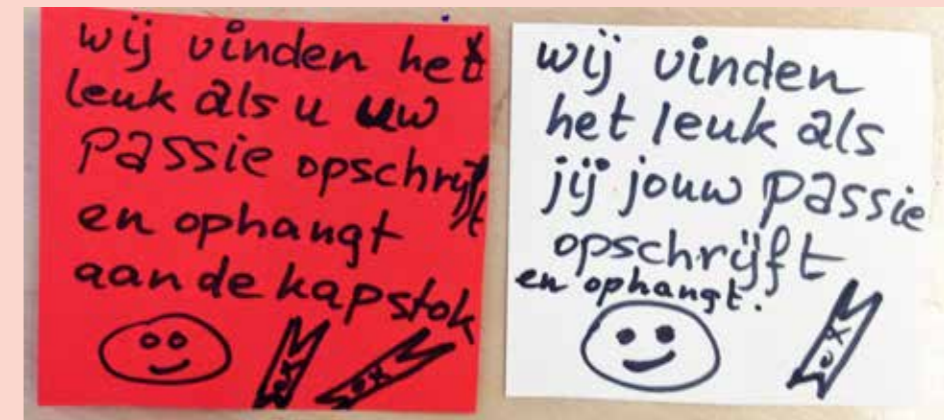 wij vinden het
leuk als u uw
passie opschrijft
en ophangt
aan de kapstok
wij vinden
het leuk als
jij jouw passie
opschrijft
en ophangt.